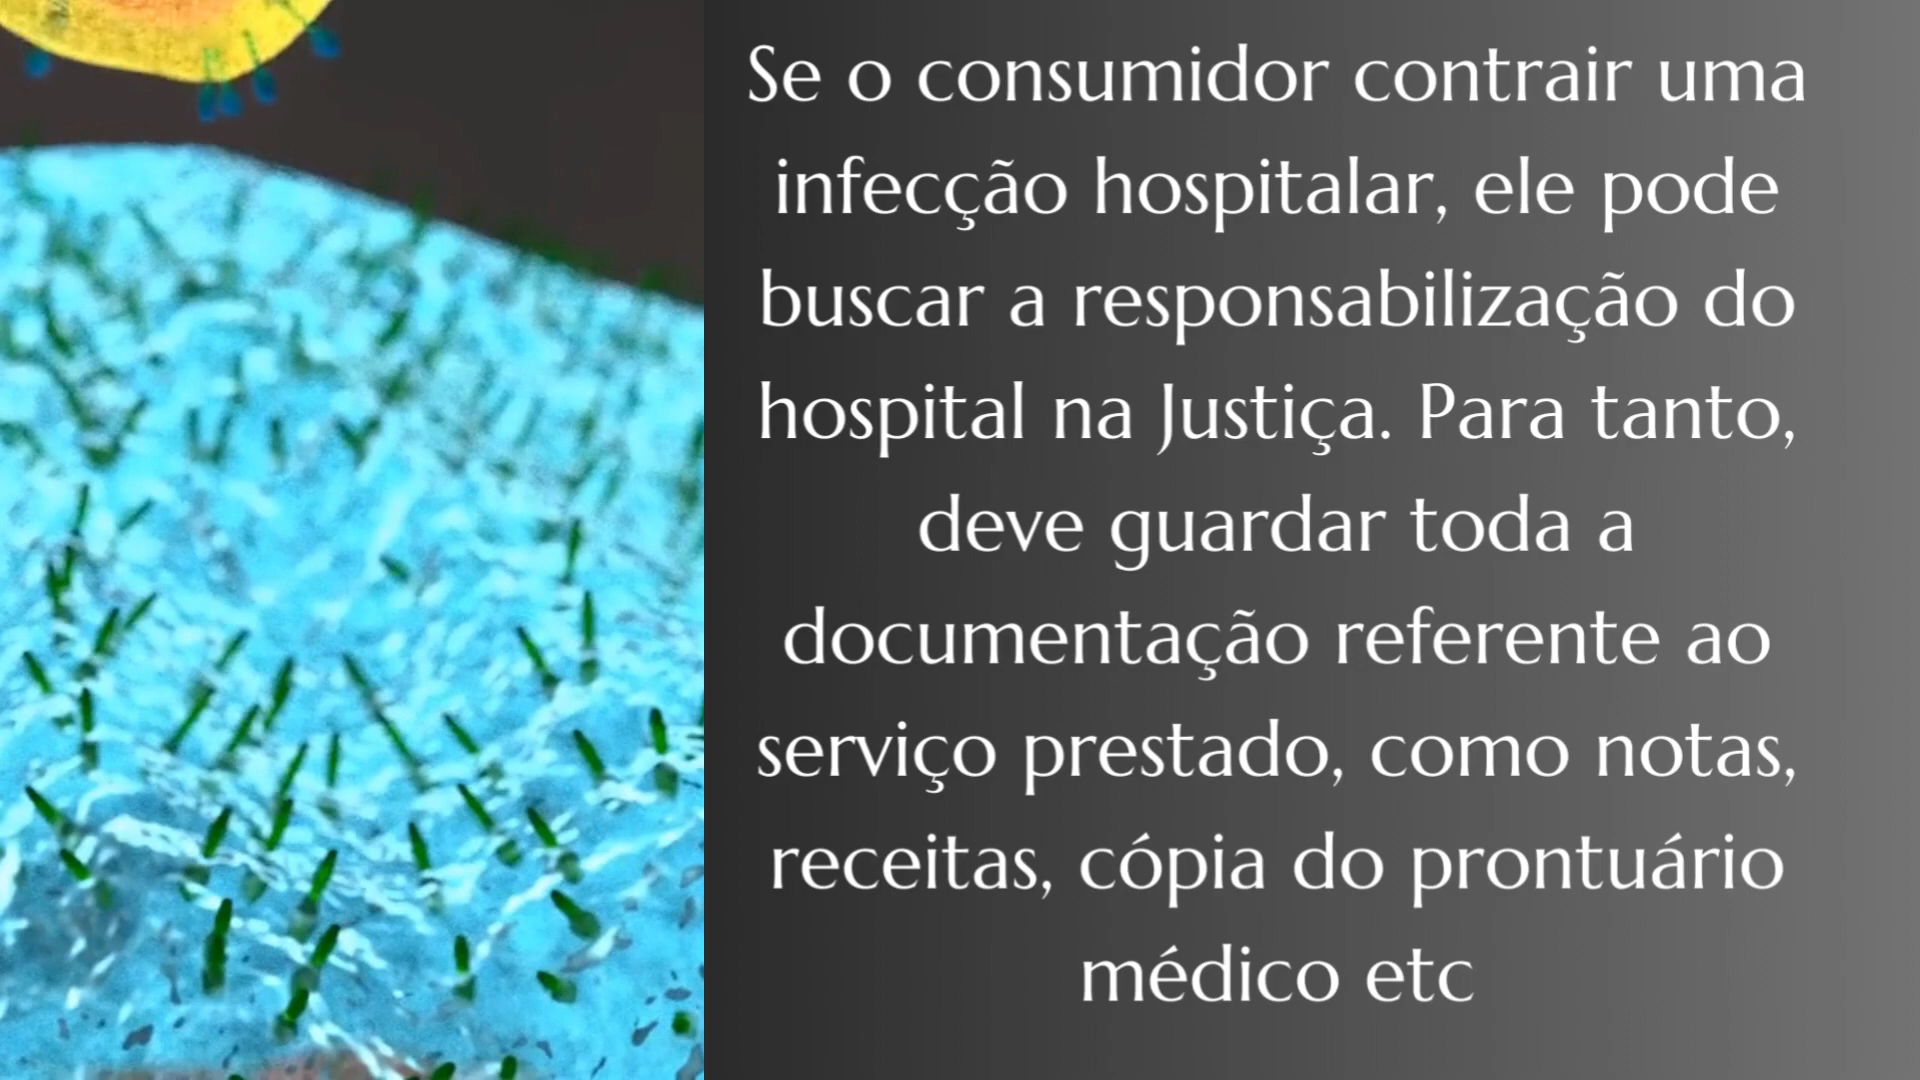 Se o consumidor contrair uma
infecção hospitalar, ele pode
buscar a responsabilização do
hospital na Justiça. Para tanto,
deve guardar toda a
documentação referente ao
serviço prestado, como notas,
receitas, cópia do prontuário
médico etc